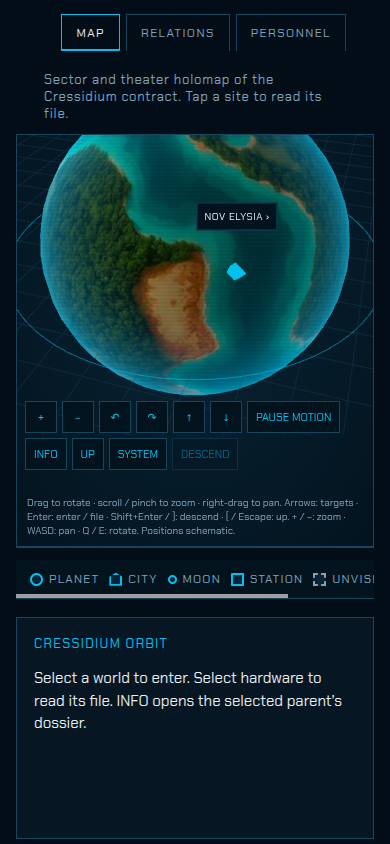 MAP
RELATIONS
PERSONNEL
Sector and theater holomap of the
Cressidium contract. Tap a site to read its
file.
NOV ELYSIA ›
+
−
↶
↷
↑
↓
PAUSE MOTION
INFO
UP
SYSTEM
DESCEND
Drag to rotate · scroll / pinch to zoom · right-drag to pan. Arrows: targets ·
Enter: enter / file · Shift+Enter / ]: descend · [ / Escape: up. + / −: zoom ·
WASD: pan · Q / E: rotate. Positions schematic.
PLANET
CITY
MOON
STATION
UNVIS
CRESSIDIUM ORBIT
Select a world to enter. Select hardware to
read its file. INFO opens the selected parent's
dossier.